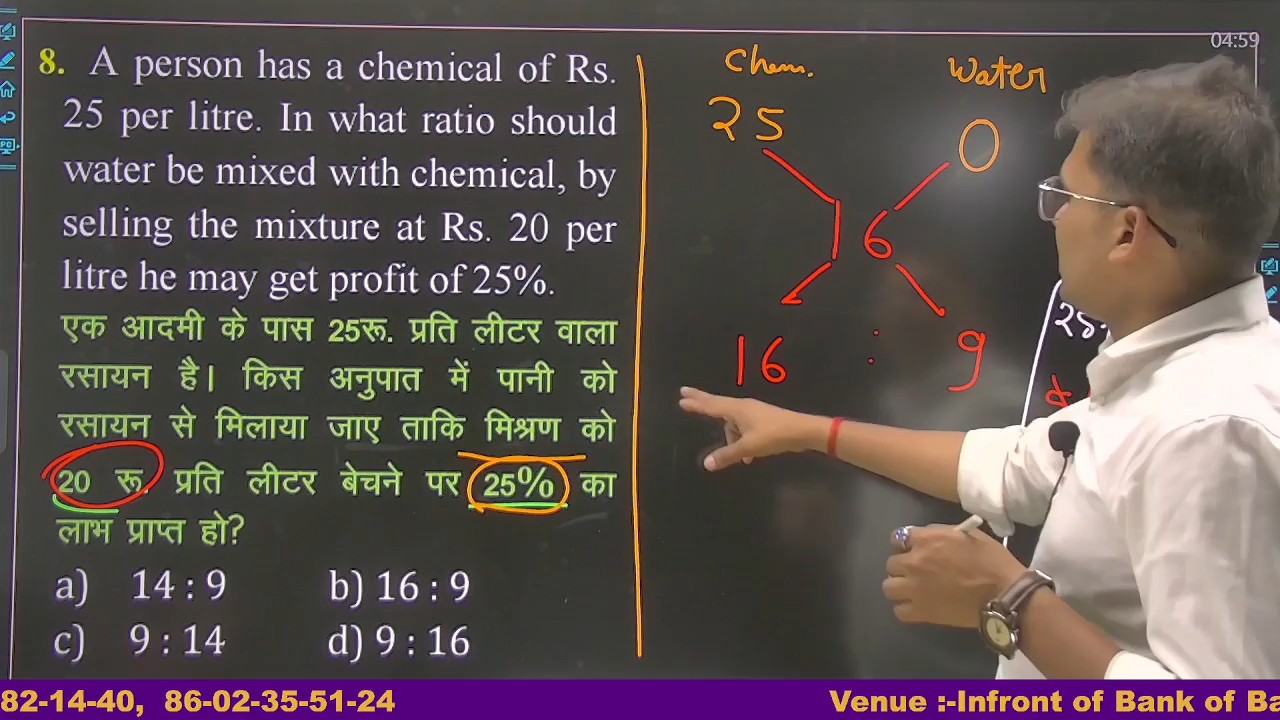 04:59
8. A person has a chemical of Rs.
25 per litre. In what ratio should
water be mixed with chemical, by
selling the mixture at Rs. 20 per
litre he may get profit of 25%.
एक आदमी के पास 25रू. प्रति लीटर वाला
रसायन है। किस अनुपात में पानी को
रसायन से मिलाया जाए ताकि मिश्रण को
20 रू. प्रति लीटर बेचने पर 25% का
लाभ प्राप्त हो?
a) 14 : 9 b) 16 : 9
c) 9 : 14 d) 9 : 16
Chem. Water
25 0
16
16 : 9
82-14-40, 86-02-35-51-24 Venue :-Infront of Bank of Ba